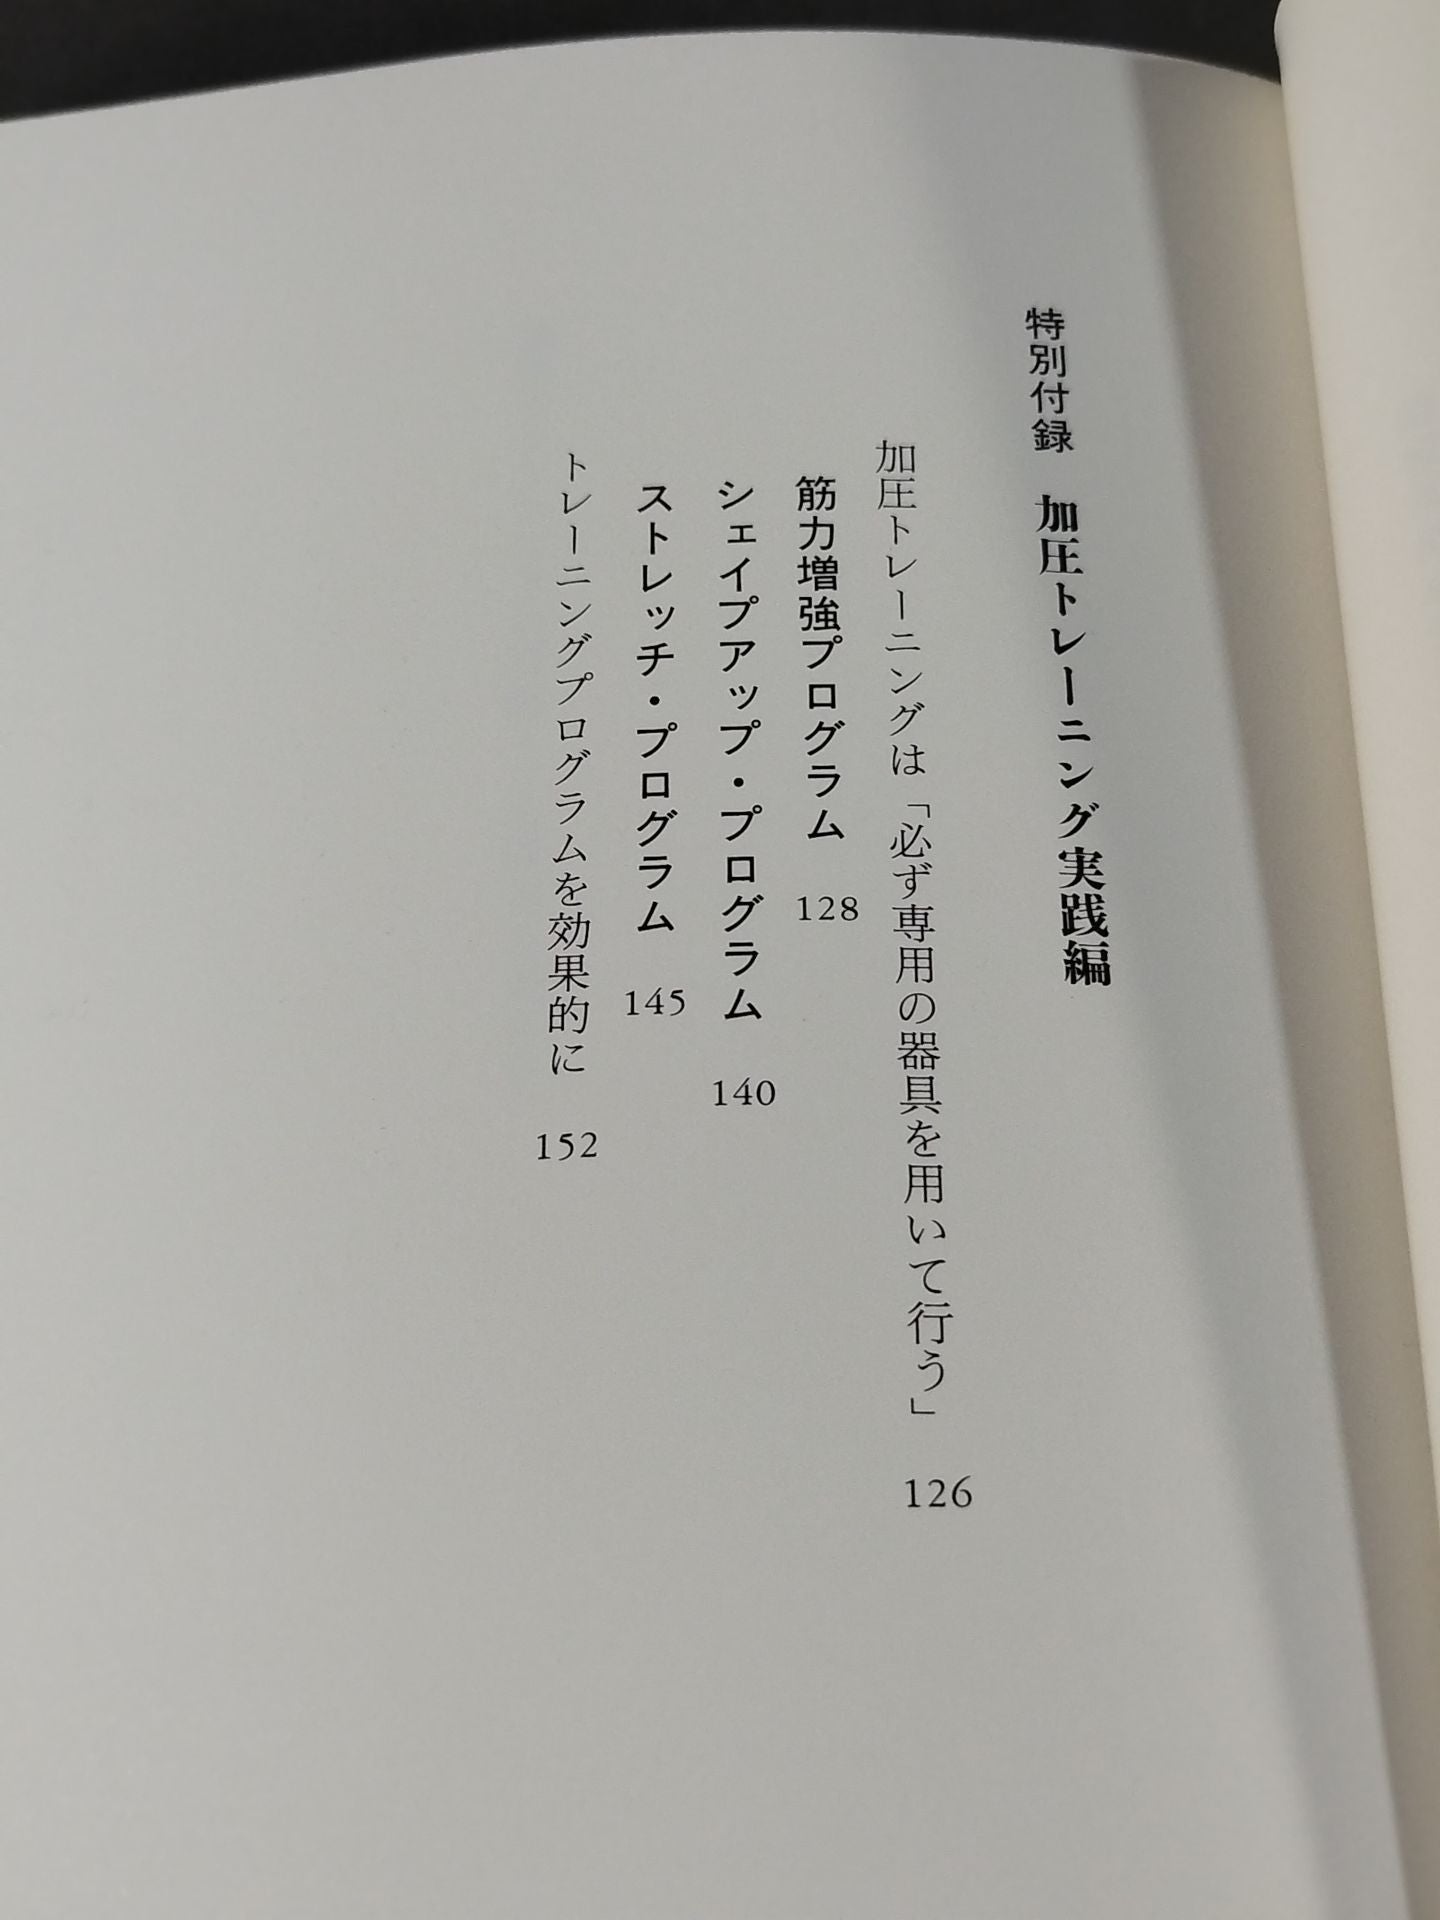 特別付録 加圧トレーニング実践編
加圧トレーニングは「必ず専用の器具を用いて行う」 126
筋力増強プログラム 128
シェイプアップ・プログラム 140
ストレッチ・プログラム 145
トレーニングプログラムを効果的に 152